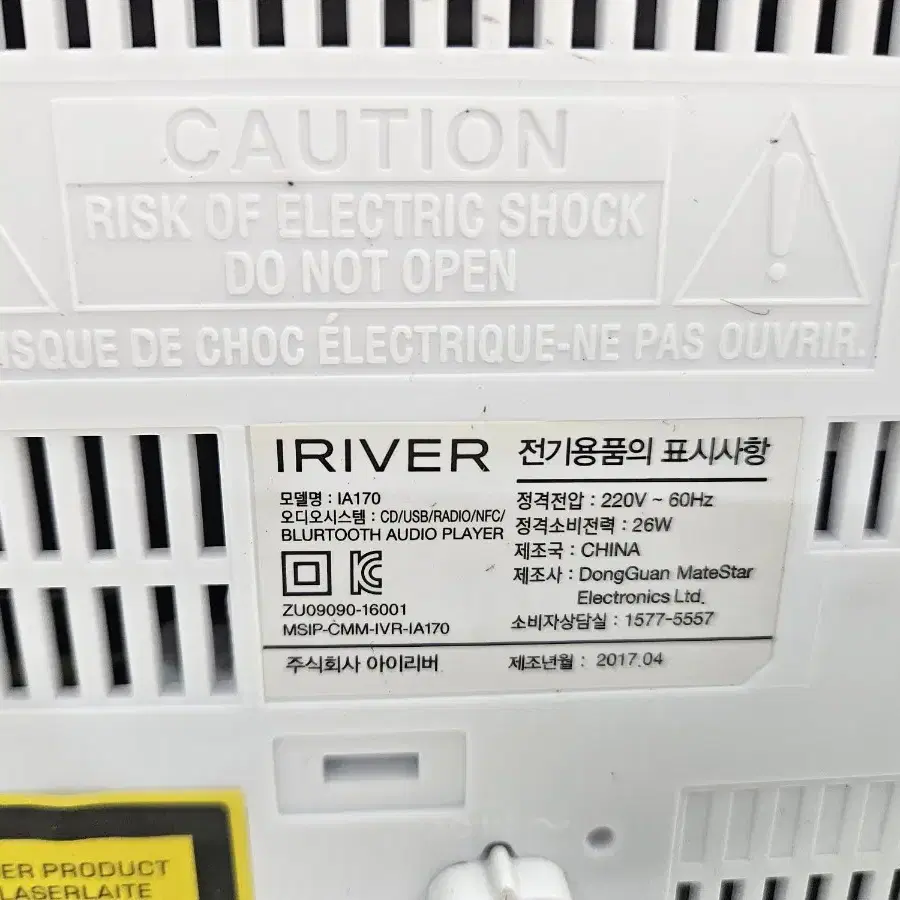 CAUTION
RISK OF ELECTRIC SHOCK
DO NOT OPEN
ISQUE DE CHOC ÉLECTRIQUE-NE PAS OUVRIR.
IRIVER 전기용품의 표시사항
모델명 : IA170
오디오시스템 : CD/USB/RADIO/NFC/
BLURTOOTH AUDIO PLAYER
ZU09090-16001
MSIP-CMM-IVR-IA170
주식회사 아이리버
정격전압 : 220V ~ 60Hz
정격소비전력 : 26W
제조국 : CHINA
제조사 : DongGuan MateStar
Electronics Ltd.
소비자상담실 : 1577-5557
제조년월 : 2017.04
ER PRODUCT
LASERLAITE